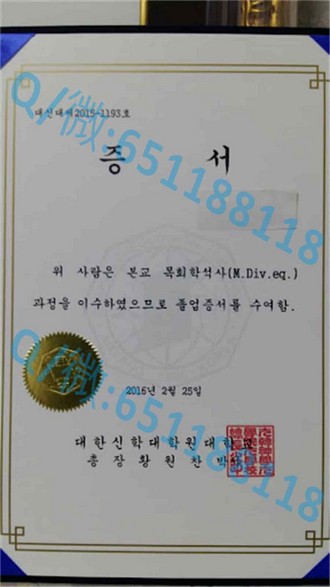 대신대제2015-1193호
증 서
위 사람은 본교 목회학석사(M.Div.eq.)
과정을 이수하였으므로 졸업증서를 수여함.
2016년 2월 25일
대한신학대학원대학교
총장 황원찬
Q/微:651188118
Q/微:651188118